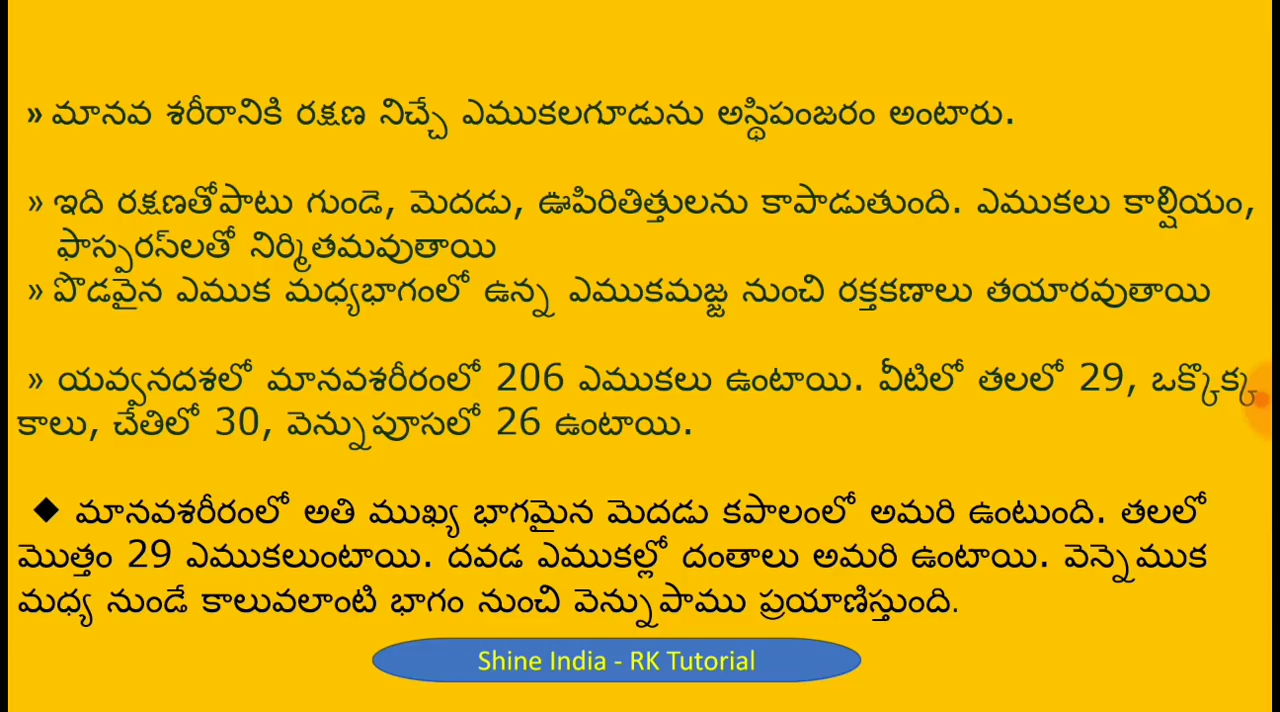 » మానవ శరీరానికి రక్షణ నిచ్చే ఎముకలగూడును అస్థిపంజరం అంటారు.
» ఇది రక్షణతోపాటు గుండె, మెదడు, ఊపిరితిత్తులను కాపాడుతుంది. ఎముకలు కాల్షియం,
ఫాస్పరస్‌లతో నిర్మితమవుతాయి
» పొడవైన ఎముక మధ్యభాగంలో ఉన్న ఎముకమజ్జ నుంచి రక్తకణాలు తయారవుతాయి
» యవ్వనదశలో మానవశరీరంలో 206 ఎముకలు ఉంటాయి. వీటిలో తలలో 29, ఒక్కొక్క
కాలు, చేతిలో 30, వెన్నుపూసలో 26 ఉంటాయి.
◆ మానవశరీరంలో అతి ముఖ్య భాగమైన మెదడు కపాలంలో అమరి ఉంటుంది. తలలో
మొత్తం 29 ఎముకలుంటాయి. దవడ ఎముకల్లో దంతాలు అమరి ఉంటాయి. వెన్నెముక
మధ్య నుండే కాలువలాంటి భాగం నుంచి వెన్నుపాము ప్రయాణిస్తుంది.
Shine India - RK Tutorial